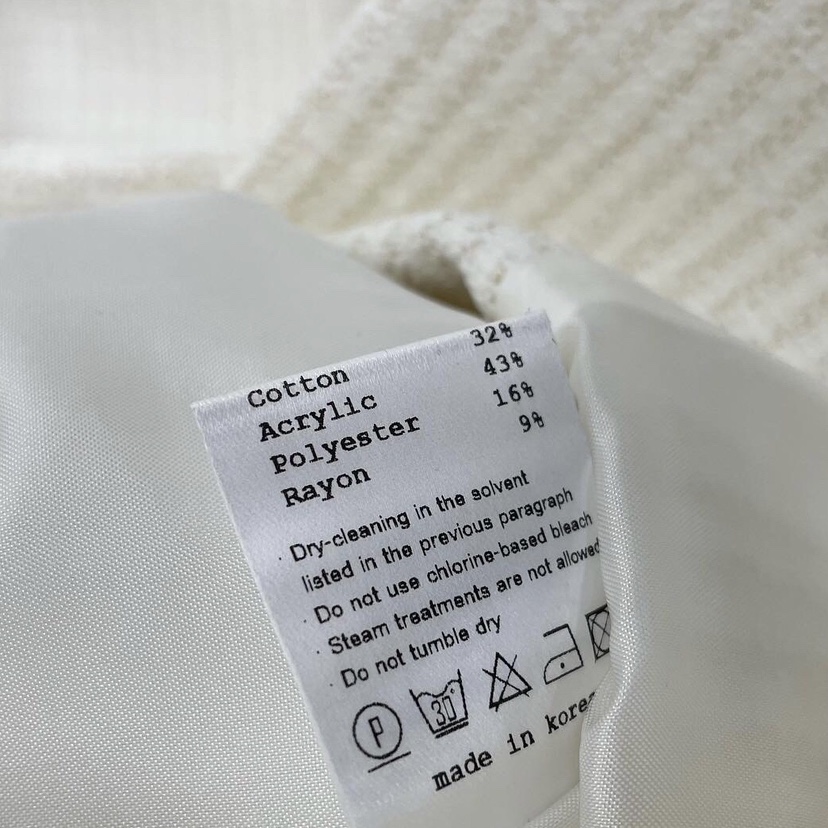 Cotton 32%
Acrylic 43%
Polyester 16%
Rayon 9%
· Dry-cleaning in the solvent
listed in the previous paragraph
· Do not use chlorine-based bleach
· Steam treatments are not allowed
· Do not tumble dry
P 30°
made in korea